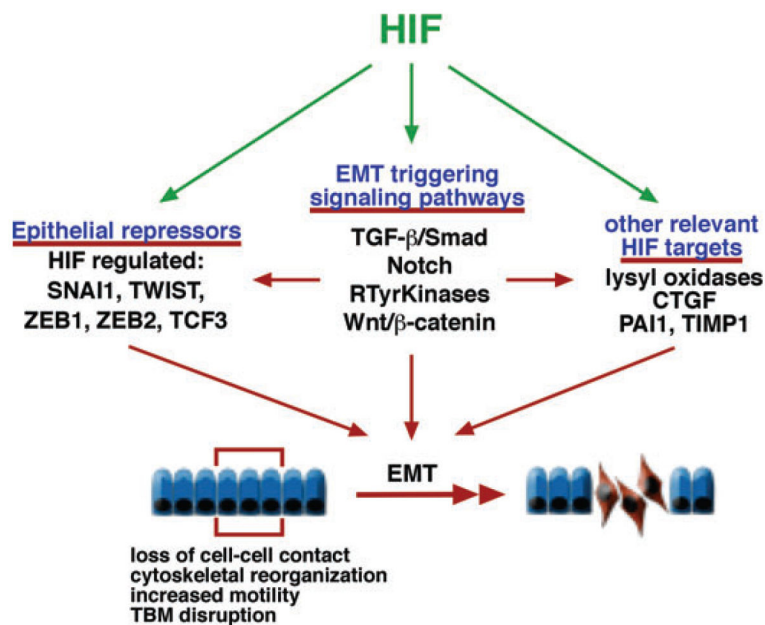 HIF
EMT triggering
signaling pathways
TGF-β/Smad
Notch
RTyrKinases
Wnt/β-catenin
Epithelial repressors
HIF regulated:
SNAI1, TWIST,
ZEB1, ZEB2, TCF3
other relevant
HIF targets
lysyl oxidases
CTGF
PAI1, TIMP1
EMT
loss of cell-cell contact
cytoskeletal reorganization
increased motility
TBM disruption